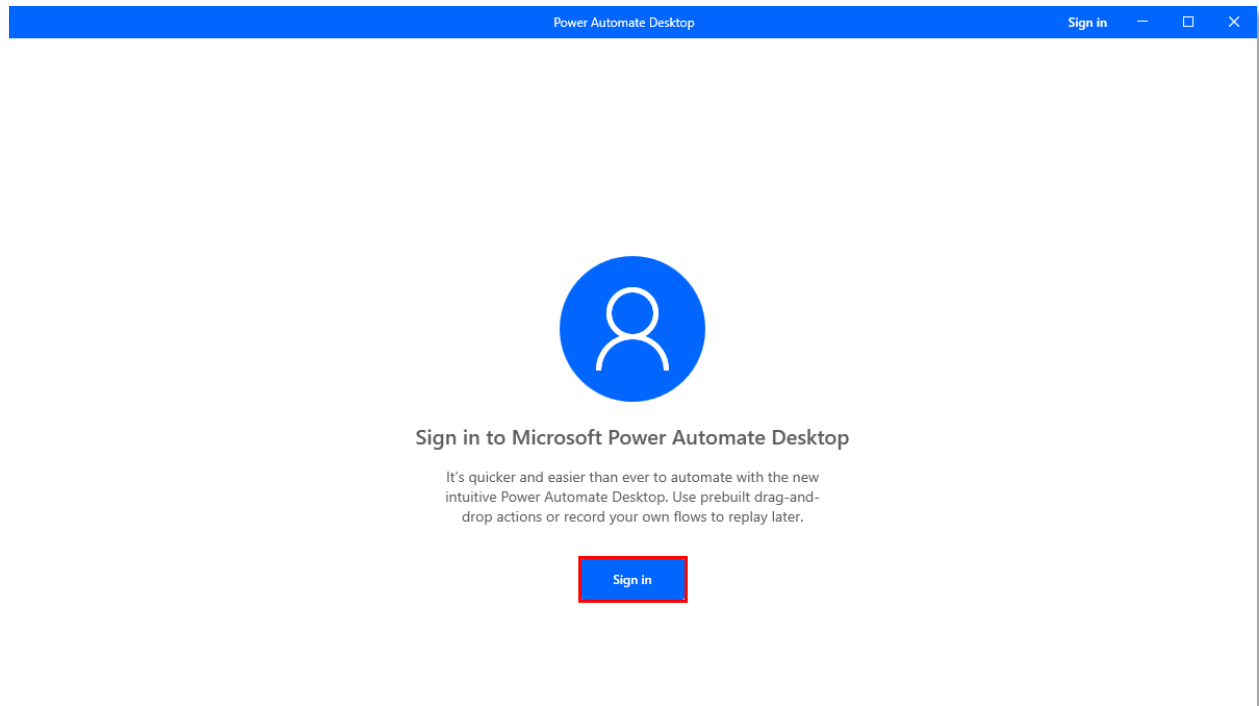 Power Automate Desktop
Sign in
Sign in to Microsoft Power Automate Desktop
It's quicker and easier than ever to automate with the new
intuitive Power Automate Desktop. Use prebuilt drag-and-
drop actions or record your own flows to replay later.
Sign in